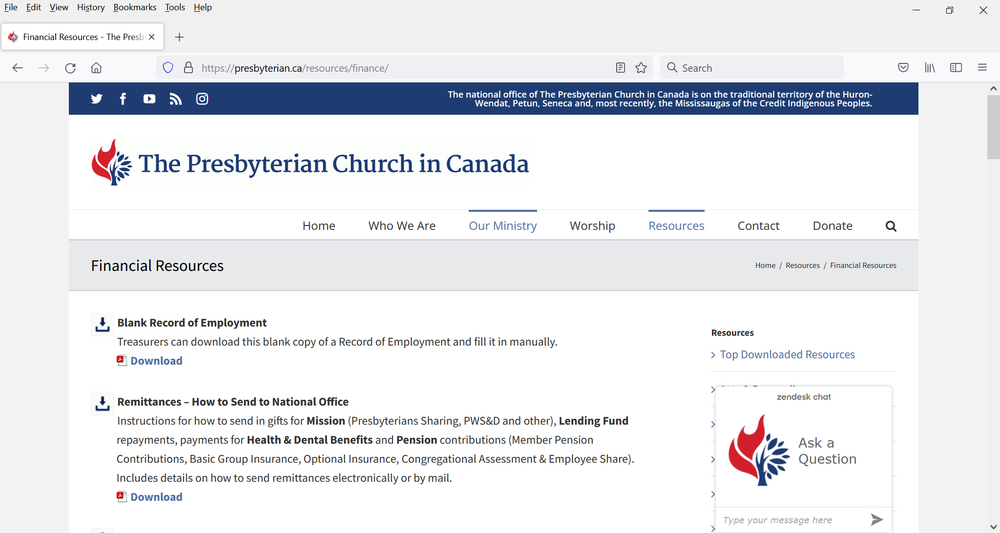 File Edit View History Bookmarks Tools Help
Financial Resources - The Presby
https://presbyterian.ca/resources/finance/
Search
The national office of The Presbyterian Church in Canada is on the traditional territory of the Huron-
Wendat, Petun, Seneca and, most recently, the Mississaugas of the Credit Indigenous Peoples.
The Presbyterian Church in Canada
Home Who We Are Our Ministry Worship Resources Contact Donate
Financial Resources
Home / Resources / Financial Resources
Blank Record of Employment
Treasurers can download this blank copy of a Record of Employment and fill it in manually.
Download
Remittances – How to Send to National Office
Instructions for how to send in gifts for Mission (Presbyterians Sharing, PWS&D and other), Lending Fund
repayments, payments for Health & Dental Benefits and Pension contributions (Member Pension
Contributions, Basic Group Insurance, Optional Insurance, Congregational Assessment & Employee Share).
Includes details on how to send remittances electronically or by mail.
Download
Resources
Top Downloaded Resources
zendesk chat
Ask a
Question
Type your message here